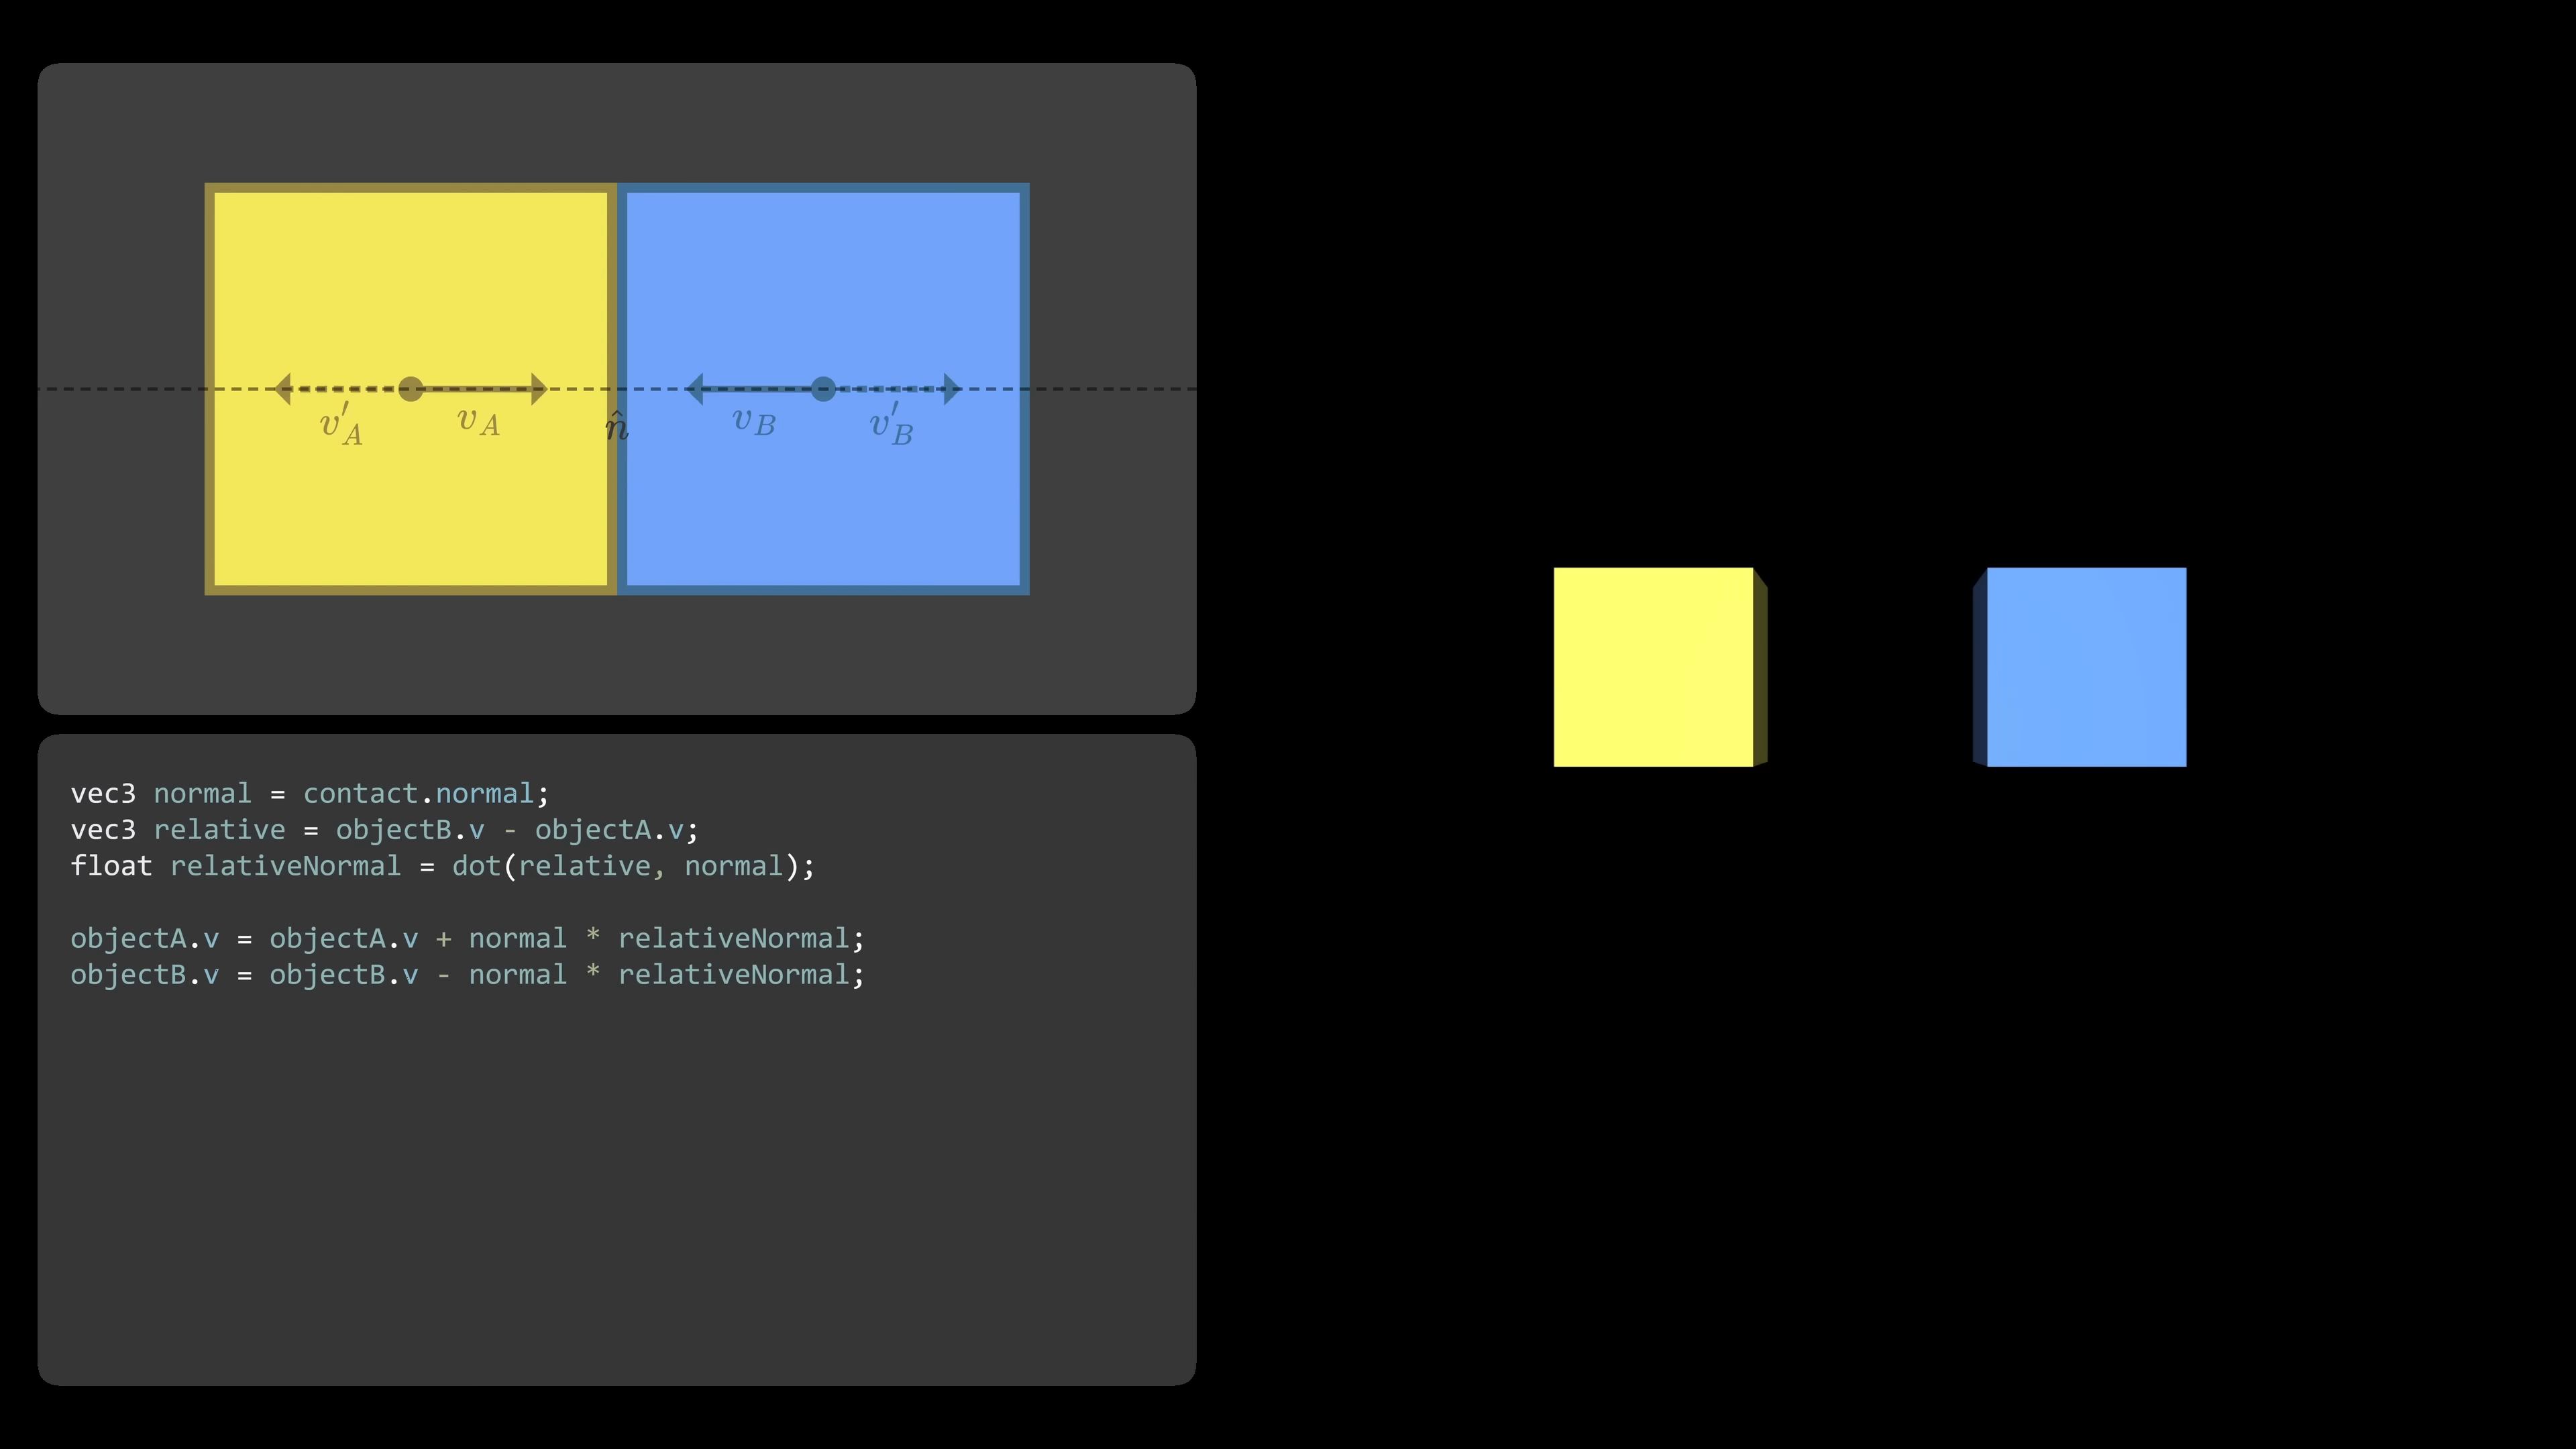 v′A vA n̂ vB v′B
vec3 normal = contact.normal;
vec3 relative = objectB.v - objectA.v;
float relativeNormal = dot(relative, normal);
objectA.v = objectA.v + normal * relativeNormal;
objectB.v = objectB.v - normal * relativeNormal;